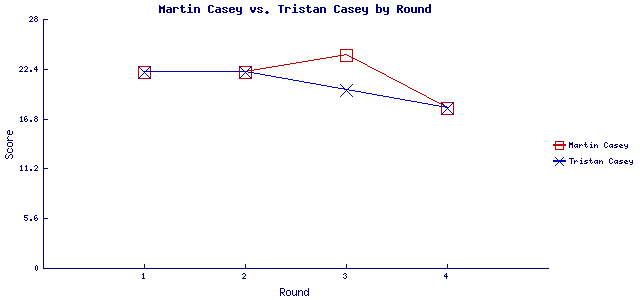 Martin Casey vs. Tristan Casey by Round
28
22.4
16.8
11.2
5.6
0
Score
1 2 3 4
Round
Martin Casey
Tristan Casey